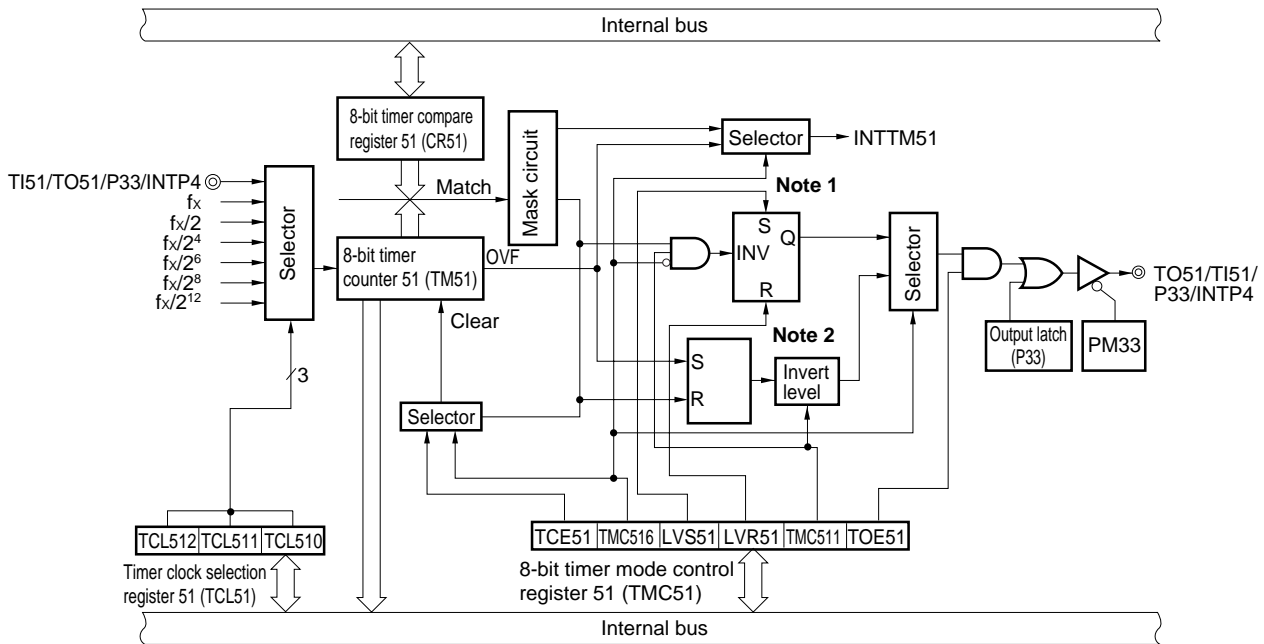 Internal bus
8-bit timer compare
register 51 (CR51)
Mask circuit
Selector
INTTM51
TI51/TO51/P33/INTP4
Match
Note 1
fX
fX/2
fX/2⁴
fX/2⁶
fX/2⁸
fX/2¹²
Selector
8-bit timer
counter 51 (TM51)
OVF
S
INV
Q
R
Selector
TO51/TI51/
P33/INTP4
Clear
Note 2
Output latch
(P33)
PM33
3
S
R
Invert
level
Selector
TCL512 TCL511 TCL510
TCE51 TMC516 LVS51 LVR51 TMC511 TOE51
Timer clock selection
register 51 (TCL51)
8-bit timer mode control
register 51 (TMC51)
Internal bus